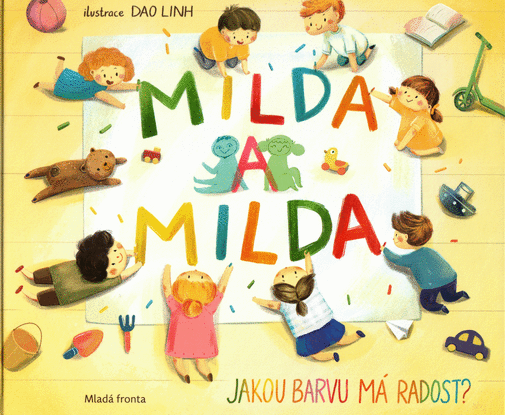 ilustrace DAO LINH
MILDA
A
MILDA
JAKOU BARVU MÁ RADOST?
Mladá fronta